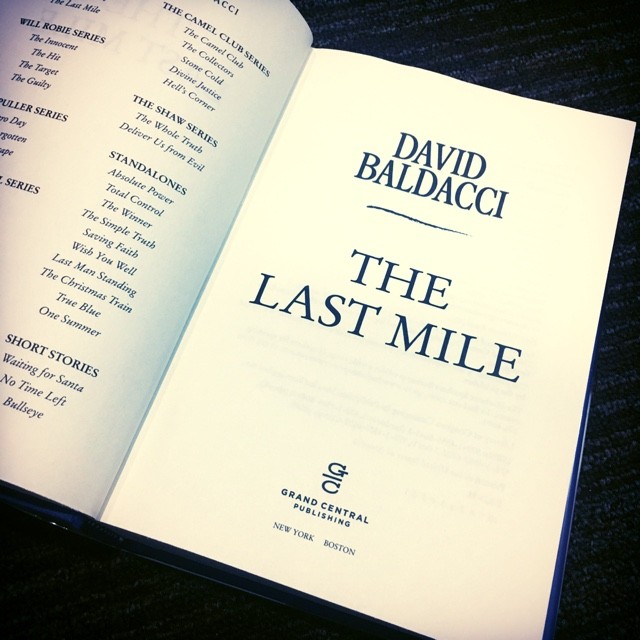 The Last Mile
WILL ROBIE SERIES
The Innocent
The Hit
The Target
The Guilty
PULLER SERIES
Day
SERIES
THE CAMEL CLUB SERIES
The Camel Club
The Collectors
Stone Cold
Divine Justice
Hell's Corner
THE SHAW SERIES
The Whole Truth
Deliver Us from Evil
STANDALONES
Absolute Power
Total Control
The Winner
The Simple Truth
Saving Faith
Wish You Well
Last Man Standing
The Christmas Train
True Blue
One Summer
SHORT STORIES
Waiting for Santa
No Time Left
Bullseye
DAVID
BALDACCI
THE
LAST MILE
GRAND CENTRAL
PUBLISHING
NEW YORK BOSTON